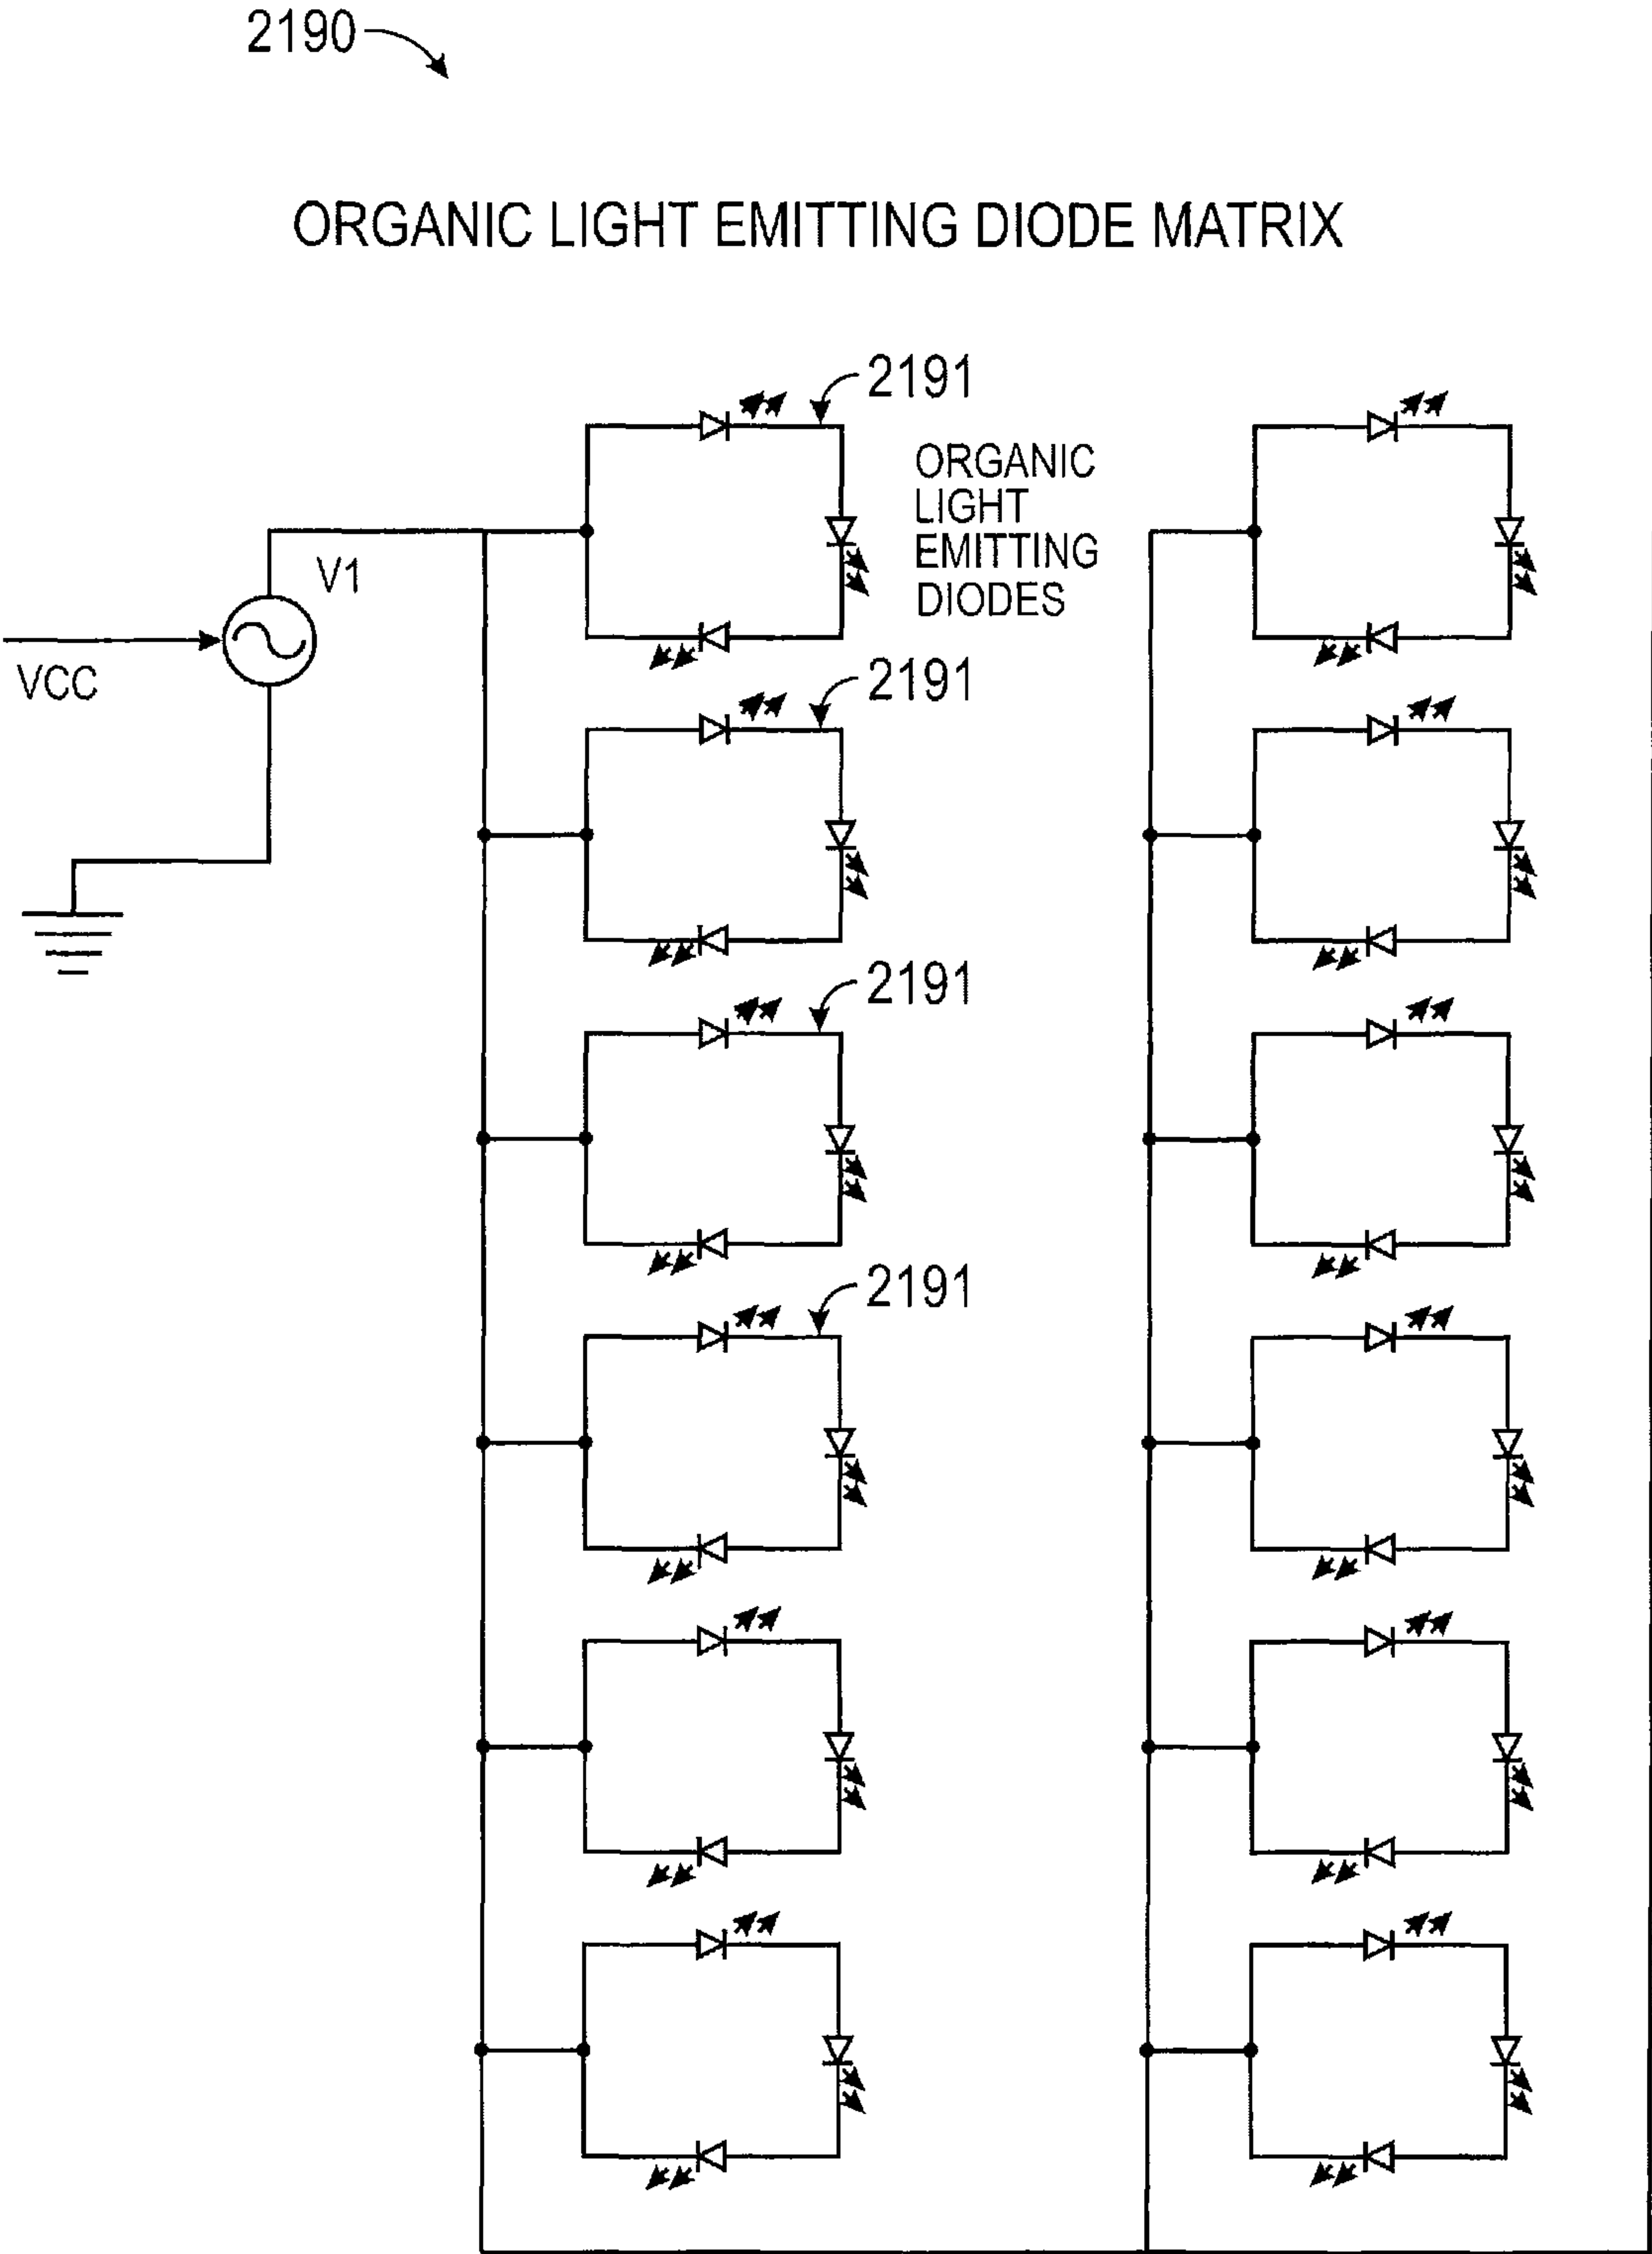 2190
ORGANIC LIGHT EMITTING DIODE MATRIX
2191
ORGANIC
LIGHT
EMITTING
DIODES
V1
VCC
2191
2191
2191